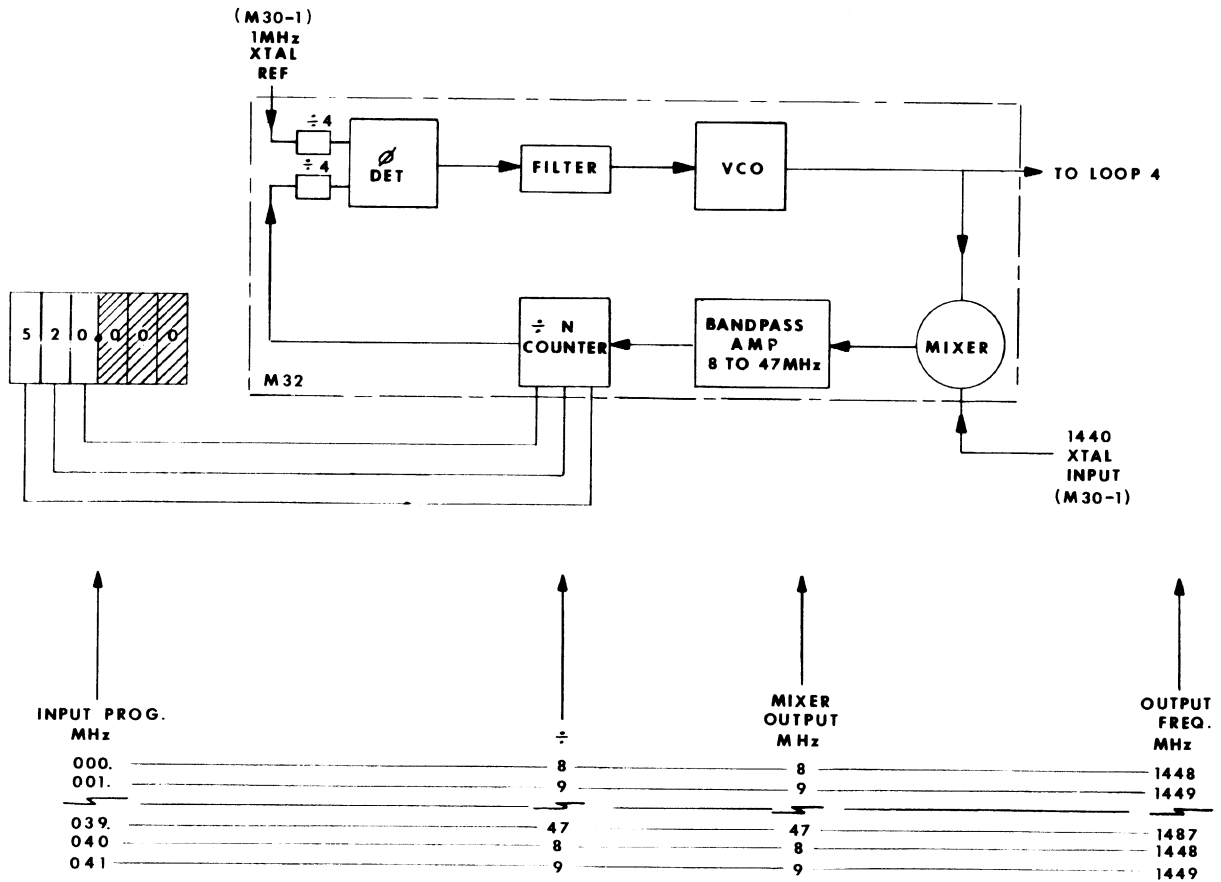 (M30-1)
1MHz
XTAL
REF
÷4
÷4
Ø
DET
FILTER
VCO
TO LOOP 4
5 2 0.0 0 0
÷ N
COUNTER
BANDPASS
AMP
8 TO 47MHz
MIXER
M32
1440
XTAL
INPUT
(M30-1)
INPUT PROG.
MHz
÷
MIXER
OUTPUT
MHz
OUTPUT
FREQ.
MHz
000. 8 8 1448
001. 9 9 1449
039. 47 47 1487
040 8 8 1448
041 9 9 1449